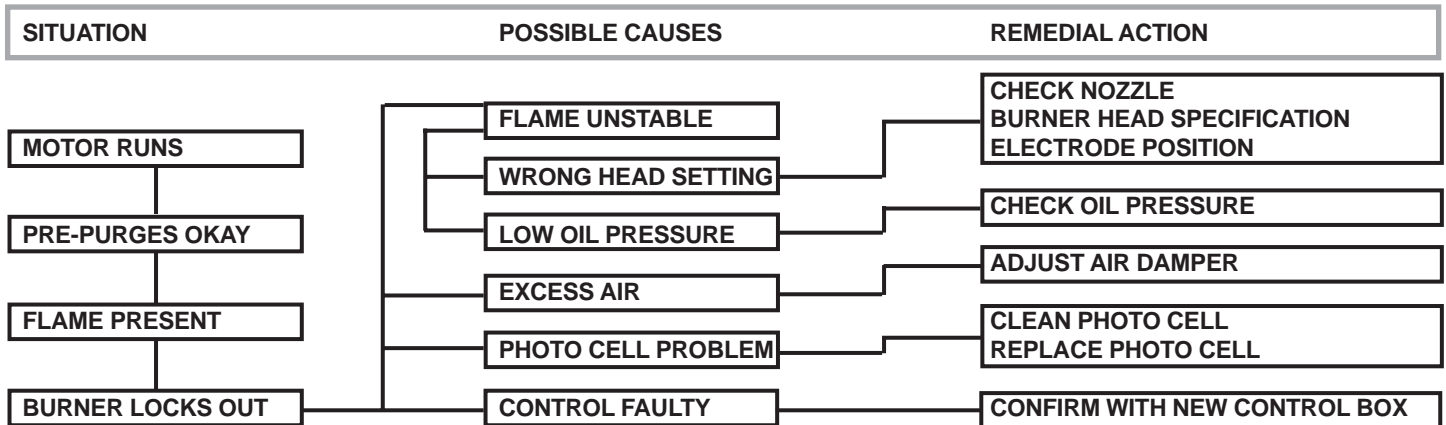 SITUATION POSSIBLE CAUSES REMEDIAL ACTION
MOTOR RUNS
PRE-PURGES OKAY
FLAME PRESENT
BURNER LOCKS OUT
FLAME UNSTABLE
WRONG HEAD SETTING
LOW OIL PRESSURE
EXCESS AIR
PHOTO CELL PROBLEM
CONTROL FAULTY
CHECK NOZZLE
BURNER HEAD SPECIFICATION
ELECTRODE POSITION
CHECK OIL PRESSURE
ADJUST AIR DAMPER
CLEAN PHOTO CELL
REPLACE PHOTO CELL
CONFIRM WITH NEW CONTROL BOX